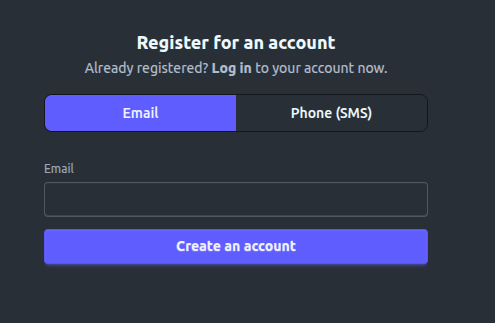 Register for an account
Already registered? Log in to your account now.
Email
Phone (SMS)
Email
Create an account